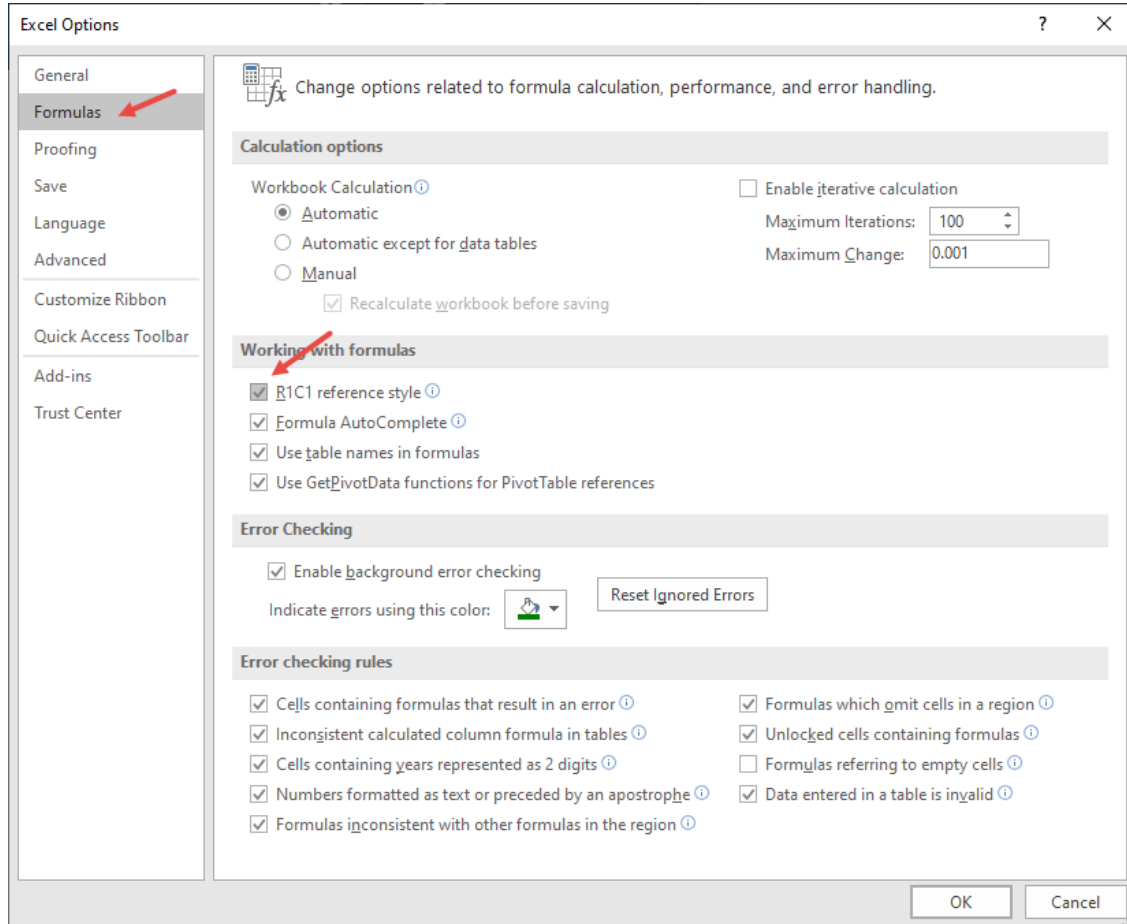 Excel Options
?
General
Formulas
Proofing
Save
Language
Advanced
Customize Ribbon
Quick Access Toolbar
Add-ins
Trust Center
fx Change options related to formula calculation, performance, and error handling.
Calculation options
Workbook Calculation
Automatic
Automatic except for data tables
Manual
Recalculate workbook before saving
Enable iterative calculation
Maximum Iterations: 100
Maximum Change: 0.001
Working with formulas
R1C1 reference style
Formula AutoComplete
Use table names in formulas
Use GetPivotData functions for PivotTable references
Error Checking
Enable background error checking
Indicate errors using this color:
Reset Ignored Errors
Error checking rules
Cells containing formulas that result in an error
Inconsistent calculated column formula in tables
Cells containing years represented as 2 digits
Numbers formatted as text or preceded by an apostrophe
Formulas inconsistent with other formulas in the region
Formulas which omit cells in a region
Unlocked cells containing formulas
Formulas referring to empty cells
Data entered in a table is invalid
OK
Cancel